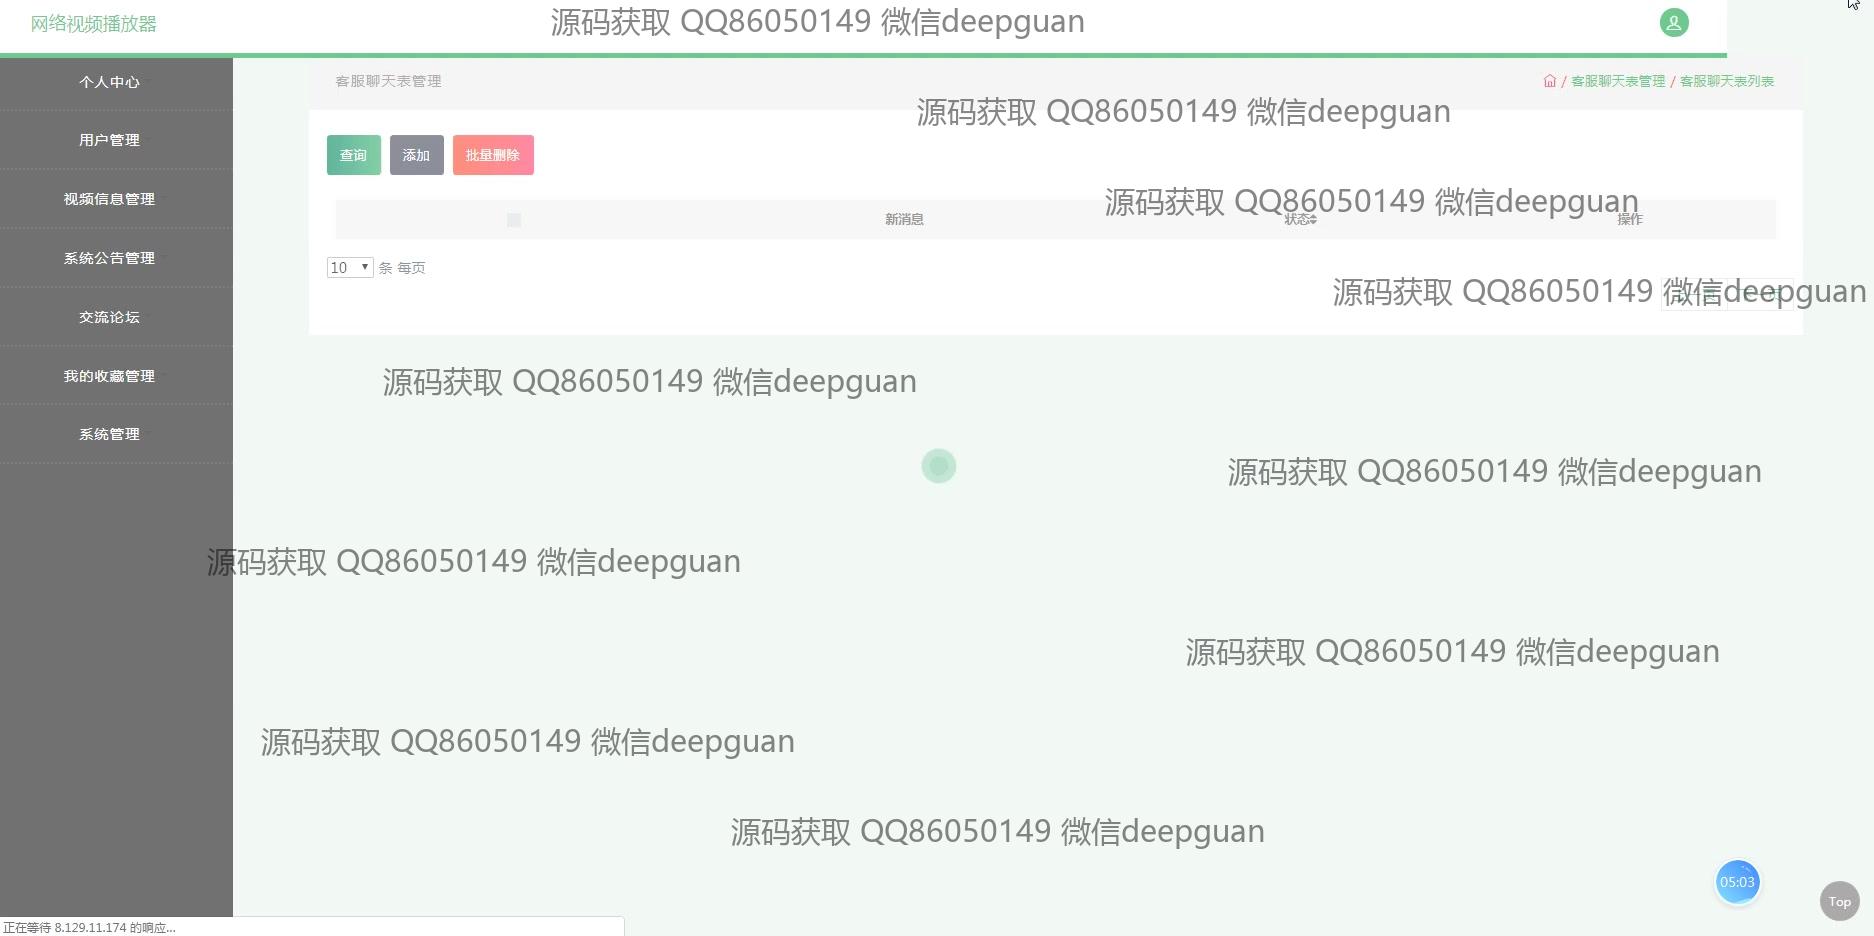 网络视频播放器
源码获取 QQ86050149 微信deepguan
个人中心
客服聊天表管理
/ 客服聊天表管理 / 客服聊天表列表
源码获取 QQ86050149 微信deepguan
用户管理
查询 添加 批量删除
视频信息管理
源码获取 QQ86050149 微信deepguan
新消息 状态 操作
系统公告管理
10 条 每页
源码获取 QQ86050149 微信deepguan
交流论坛
我的收藏管理
源码获取 QQ86050149 微信deepguan
系统管理
源码获取 QQ86050149 微信deepguan
源码获取 QQ86050149 微信deepguan
源码获取 QQ86050149 微信deepguan
源码获取 QQ86050149 微信deepguan
源码获取 QQ86050149 微信deepguan
05:03
Top
正在等待 8.129.11.174 的响应...